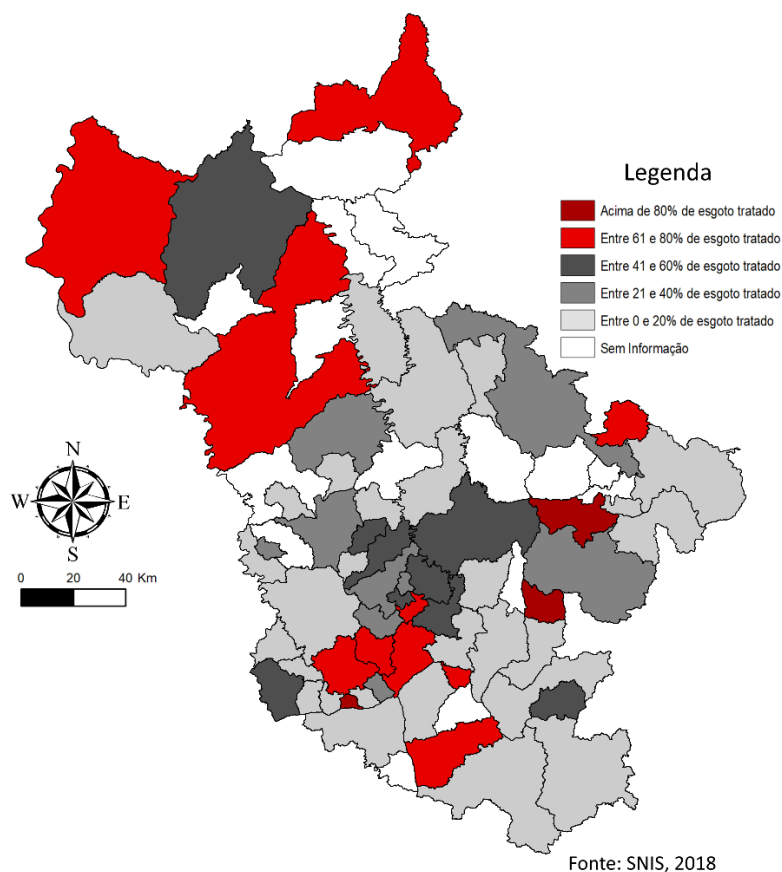 Legenda
Acima de 80% de esgoto tratado
Entre 61 e 80% de esgoto tratado
Entre 41 e 60% de esgoto tratado
Entre 21 e 40% de esgoto tratado
Entre 0 e 20% de esgoto tratado
Sem Informação
N
W E
S
0 20 40 Km
Fonte: SNIS, 2018